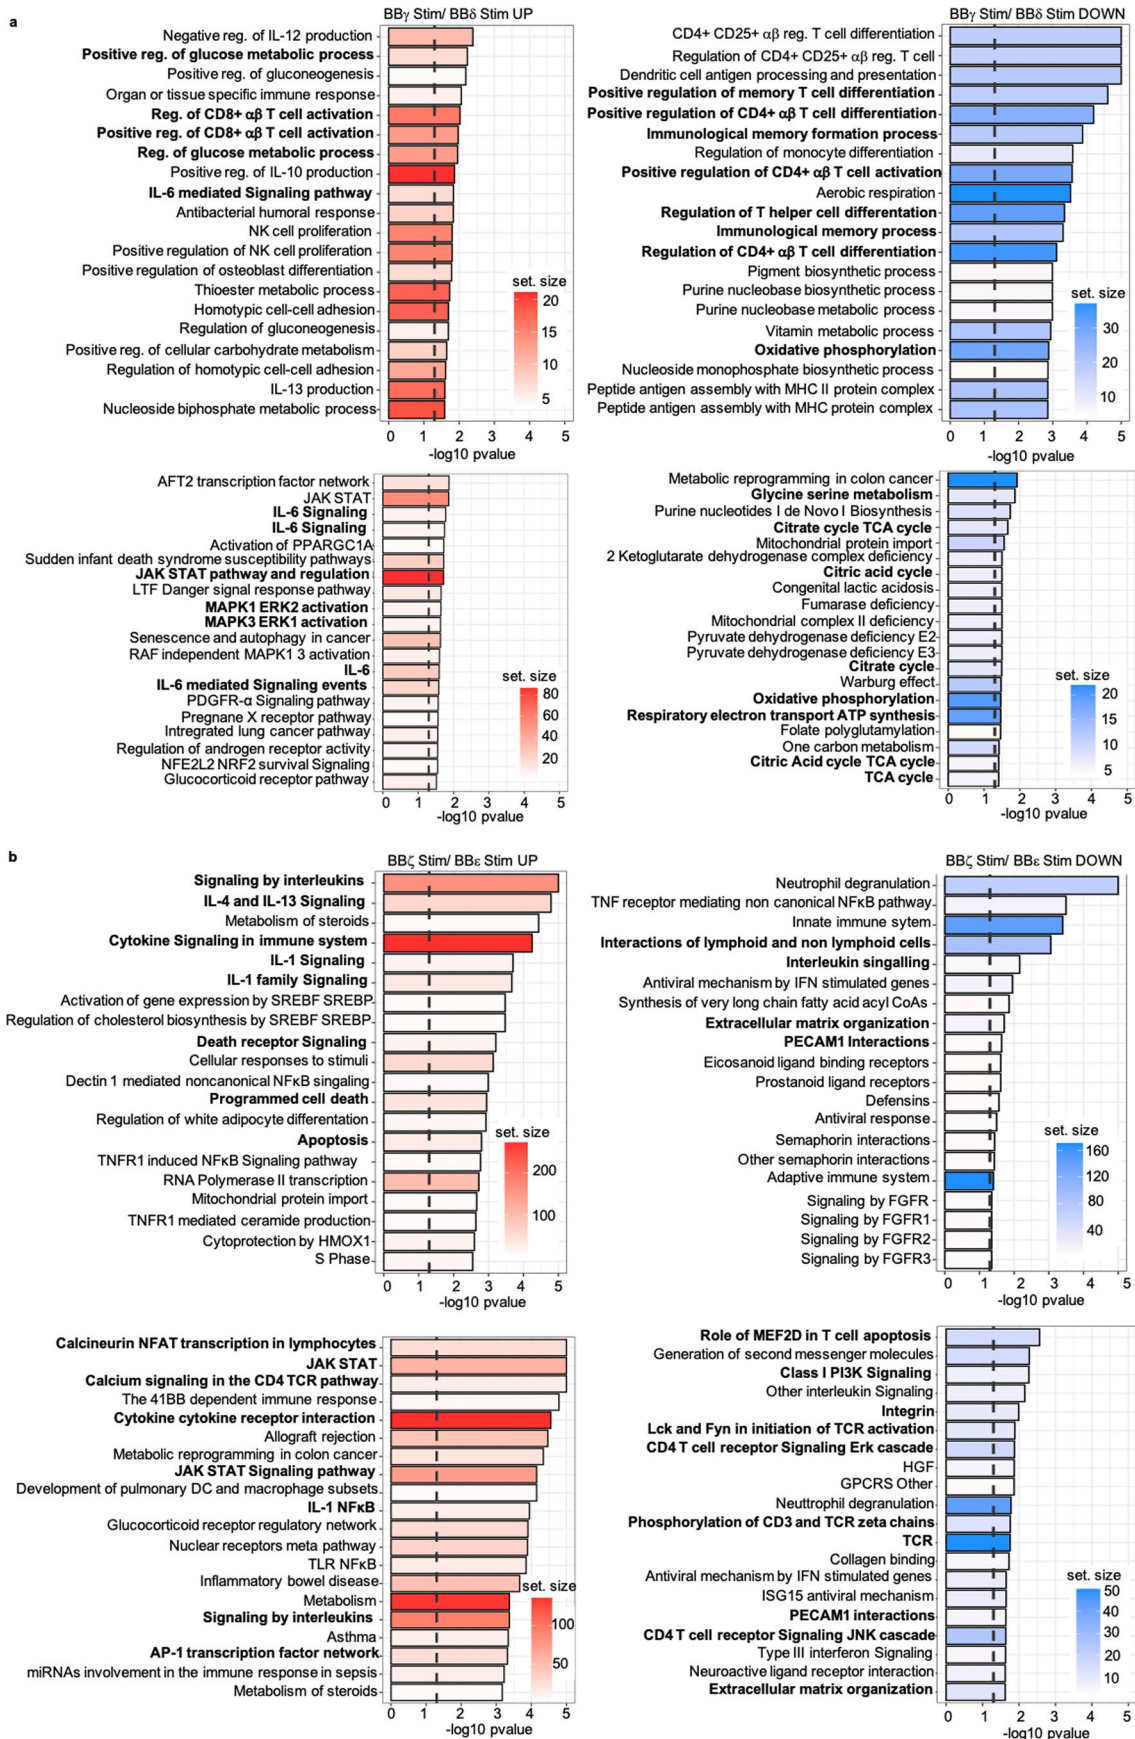 a
BBγ Stim/ BBδ Stim UP
Negative reg. of IL-12 production
Positive reg. of glucose metabolic process
Positive reg. of gluconeogenesis
Organ or tissue specific immune response
Reg. of CD8+ αβ T cell activation
Positive reg. of CD8+ αβ T cell activation
Reg. of glucose metabolic process
Positive reg. of IL-10 production
IL-6 mediated Signaling pathway
Antibacterial humoral response
NK cell proliferation
Positive regulation of NK cell proliferation
Positive regulation of osteoblast differentiation
Thioester metabolic process
Homotypic cell-cell adhesion
Regulation of gluconeogenesis
Positive reg. of cellular carbohydrate metabolism
Regulation of homotypic cell-cell adhesion
IL-13 production
Nucleoside biphosphate metabolic process
set. size
20
15
10
5
0 1 2 3 4 5
-log10 pvalue
BBγ Stim/ BBδ Stim DOWN
CD4+ CD25+ αβ reg. T cell differentiation
Regulation of CD4+ CD25+ αβ reg. T cell
Dendritic cell antigen processing and presentation
Positive regulation of memory T cell differentiation
Positive regulation of CD4+ αβ T cell differentiation
Immunological memory formation process
Regulation of monocyte differentiation
Positive regulation of CD4+ αβ T cell activation
Aerobic respiration
Regulation of T helper cell differentation
Immunological memory process
Regulation of CD4+ αβ T cell differentiation
Pigment biosynthetic process
Purine nucleobase biosynthetic process
Purine nucleobase metabolic process
Vitamin metabolic process
Oxidative phosphorylation
Nucleoside monophosphate biosynthetic process
Peptide antigen assembly with MHC II protein complex
Peptide antigen assembly with MHC protein complex
set. size
30
20
10
0 1 2 3 4 5
-log10 pvalue
AFT2 transcription factor network
JAK STAT
IL-6 Signaling
IL-6 Signaling
Activation of PPARGC1A
Sudden infant death syndrome susceptibility pathways
JAK STAT pathway and regulation
LTF Danger signal response pathway
MAPK1 ERK2 activation
MAPK3 ERK1 activation
Senescence and autophagy in cancer
RAF independent MAPK1 3 activation
IL-6
IL-6 mediated Signaling events
PDGFR-α Signaling pathway
Pregnane X receptor pathway
Intregrated lung cancer pathway
Regulation of androgen receptor activity
NFE2L2 NRF2 survival Signaling
Glucocorticoid receptor pathway
set. size
80
60
40
20
0 1 2 3 4 5
-log10 pvalue
Metabolic reprogramming in colon cancer
Glycine serine metabolism
Purine nucleotides I de Novo I Biosynthesis
Citrate cycle TCA cycle
Mitochondrial protein import
2 Ketoglutarate dehydrogenase complex deficiency
Citric acid cycle
Congenital lactic acidosis
Fumarase deficiency
Mitochondrial complex II deficiency
Pyruvate dehydrogenase deficiency E2
Pyruvate dehydrogenase deficiency E3
Citrate cycle
Warburg effect
Oxidative phosphorylation
Respiratory electron transport ATP synthesis
Folate polyglutamylation
One carbon metabolism
Citric Acid cycle TCA cycle
TCA cycle
set. size
20
15
10
5
0 1 2 3 4 5
-log10 pvalue
b
BBζ Stim/ BBε Stim UP
Signaling by interleukins
IL-4 and IL-13 Signaling
Metabolism of steroids
Cytokine Signaling in immune system
IL-1 Signaling
IL-1 family Signaling
Activation of gene expression by SREBF SREBP
Regulation of cholesterol biosynthesis by SREBF SREBP
Death receptor Signaling
Cellular responses to stimuli
Dectin 1 mediated noncanonical NFκB singaling
Programmed cell death
Regulation of white adipocyte differentation
Apoptosis
TNFR1 induced NFκB Signaling pathway
RNA Polymerase II transcription
Mitochondrial protein import
TNFR1 mediated ceramide production
Cytoprotection by HMOX1
S Phase
set. size
200
100
0 1 2 3 4 5
-log10 pvalue
BBζ Stim/ BBε Stim DOWN
Neutrophil degranulation
TNF receptor mediating non canonical NFκB pathway
Innate immune sytem
Interactions of lymphoid and non lymphoid cells
Interleukin singalling
Antiviral mechanism by IFN stimulated genes
Synthesis of very long chain fatty acid acyl CoAs
Extracellular matrix organization
PECAM1 Interactions
Eicosanoid ligand binding receptors
Prostanoid ligand receptors
Defensins
Antiviral response
Semaphorin interactions
Other semaphorin interactions
Adaptive immune system
Signaling by FGFR
Signaling by FGFR1
Signaling by FGFR2
Signaling by FGFR3
set. size
160
120
80
40
0 1 2 3 4 5
-log10 pvalue
Calcineurin NFAT transcription in lymphocytes
JAK STAT
Calcium signaling in the CD4 TCR pathway
The 41BB dependent immune response
Cytokine cytokine receptor interaction
Allograft rejection
Metabolic reprogramming in colon cancer
JAK STAT Signaling pathway
Development of pulmonary DC and macrophage subsets
IL-1 NFκB
Glucocorticoid receptor regulatory network
Nuclear receptors meta pathway
TLR NFκB
Inflammatory bowel disease
Metabolism
Signaling by interleukins
Asthma
AP-1 transcription factor network
miRNAs involvement in the immune response in sepsis
Metabolism of steroids
set. size
100
50
0 1 2 3 4 5
-log10 pvalue
Role of MEF2D in T cell apoptosis
Generation of second messenger molecules
Class I PI3K Signaling
Other interleukin Signaling
Integrin
Lck and Fyn in initiation of TCR activation
CD4 T cell receptor Signaling Erk cascade
HGF
GPCRS Other
Neuttrophil degranulation
Phosphorylation of CD3 and TCR zeta chains
TCR
Collagen binding
Antiviral mechanism by IFN stimulated genes
ISG15 antiviral mechanism
PECAM1 interactions
CD4 T cell receptor Signaling JNK cascade
Type III interferon Signaling
Neuroactive ligand receptor interaction
Extracellular matrix organization
set. size
50
40
30
20
10
0 1 2 3 4 5
-log10 pvalue